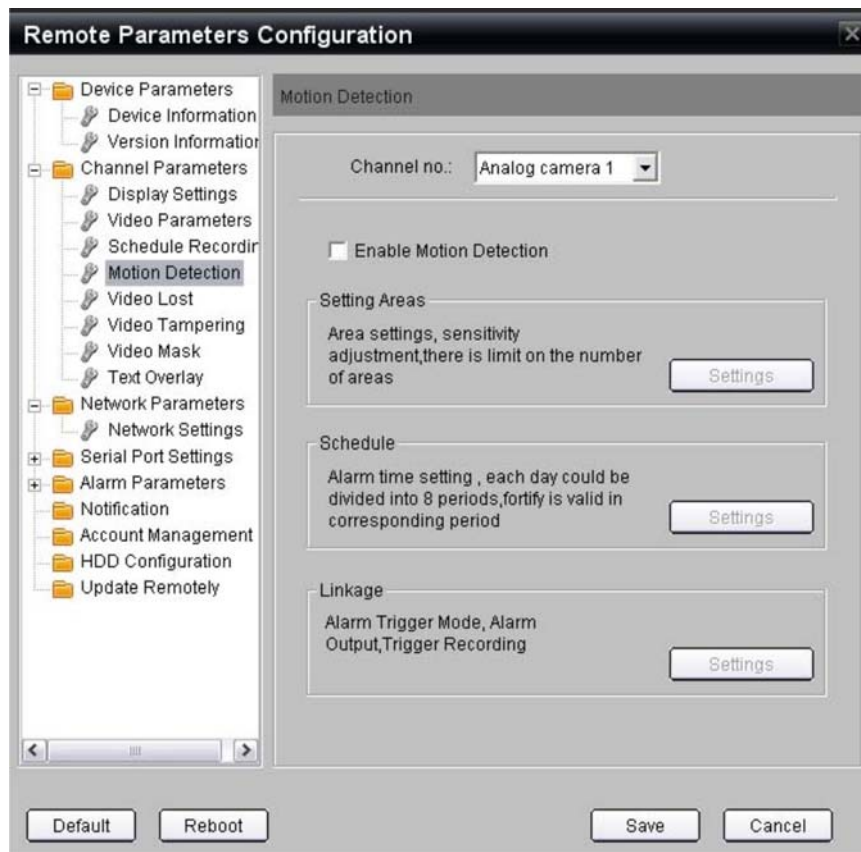 Remote Parameters Configuration
Device Parameters
Device Information
Version Information
Channel Parameters
Display Settings
Video Parameters
Schedule Recordin
Motion Detection
Video Lost
Video Tampering
Video Mask
Text Overlay
Network Parameters
Network Settings
Serial Port Settings
Alarm Parameters
Notification
Account Management
HDD Configuration
Update Remotely
Motion Detection
Channel no.: Analog camera 1
Enable Motion Detection
Setting Areas
Area settings, sensitivity
adjustment,there is limit on the number
of areas
Settings
Schedule
Alarm time setting , each day could be
divided into 8 periods,fortify is valid in
corresponding period
Settings
Linkage
Alarm Trigger Mode, Alarm
Output,Trigger Recording
Settings
Default
Reboot
Save
Cancel